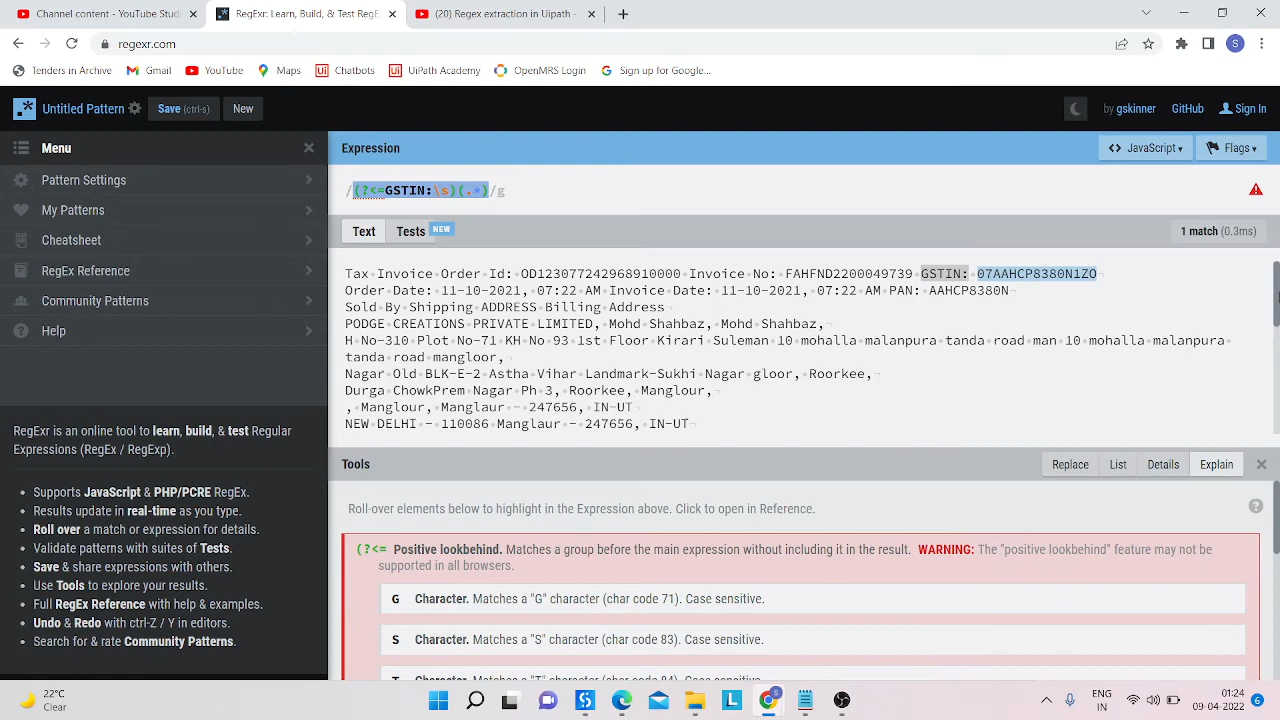 Channel content - YouTube Stud
RegExr: Learn, Build, & Test RegE
(20) Regex extraction in Uipath -
regexr.com
Tenders in Archive
Gmail
YouTube
Maps
Chatbots
UiPath Academy
OpenMRS Login
Sign up for Google...
Untitled Pattern
Save (ctrl-s)
New
by gskinner
GitHub
Sign In
Menu
Expression
JavaScript
Flags
Pattern Settings
My Patterns
Cheatsheet
RegEx Reference
Community Patterns
Help
/(?<=GSTIN:\s)(.*)/g
Text
Tests NEW
1 match (0.3ms)
Tax Invoice Order Id: OD123077242968910000 Invoice No: FAHFND2200049739 GSTIN: 07AAHCP8380N1ZO
Order Date: 11-10-2021, 07:22 AM Invoice Date: 11-10-2021, 07:22 AM PAN: AAHCP8380N
Sold By Shipping ADDRESS Billing Address
PODGE CREATIONS PRIVATE LIMITED, Mohd Shahbaz, Mohd Shahbaz,
H No-310 Plot No-71 KH No 93 1st Floor Kirari Suleman 10 mohalla malanpura tanda road man 10 mohalla malanpura
tanda road mangloor,
Nagar Old BLK-E-2 Astha Vihar Landmark-Sukhi Nagar gloor, Roorkee,
Durga ChowkPrem Nagar Ph 3, Roorkee, Manglour,
, Manglour, Manglaur - 247656, IN-UT
NEW DELHI - 110086 Manglaur - 247656, IN-UT
RegExr is an online tool to learn, build, & test Regular
Expressions (RegEx / RegExp).
Supports JavaScript & PHP/PCRE RegEx.
Results update in real-time as you type.
Roll over a match or expression for details.
Validate patterns with suites of Tests.
Save & share expressions with others.
Use Tools to explore your results.
Full RegEx Reference with help & examples.
Undo & Redo with ctrl-Z / Y in editors.
Search for & rate Community Patterns.
Tools
Replace
List
Details
Explain
Roll-over elements below to highlight in the Expression above. Click to open in Reference.
(?<= Positive lookbehind. Matches a group before the main expression without including it in the result. WARNING: The "positive lookbehind" feature may not be
supported in all browsers.
G Character. Matches a "G" character (char code 71). Case sensitive.
S Character. Matches a "S" character (char code 83). Case sensitive.
T Character. Matches a "T" character (char code 84). Case sensitive.
22°C
Clear
ENG
IN
01:24
09-04-2022
6